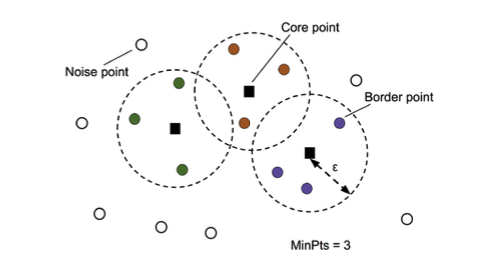 Core point
Noise point
Border point
ε
MinPts = 3